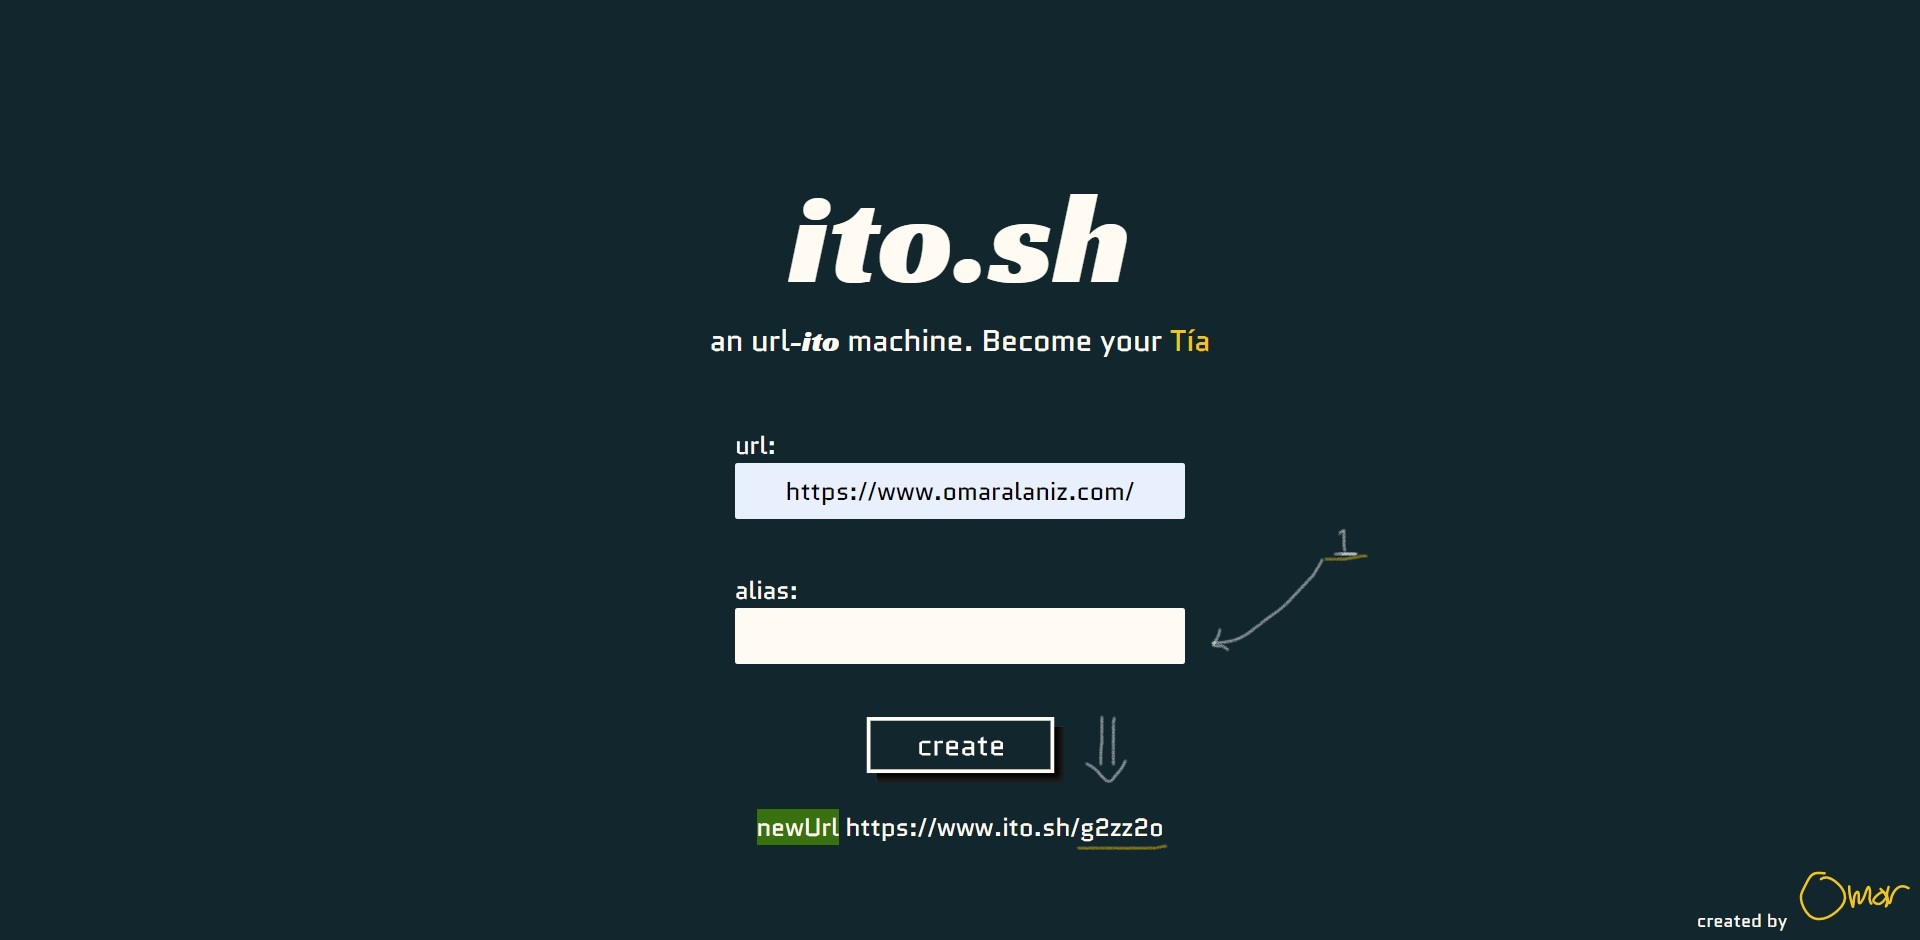 ito.sh
an url-ito machine. Become your Tía
url:
https://www.omaralaniz.com/
1
alias:
create
newUrl https://www.ito.sh/g2zz2o
created by Omar